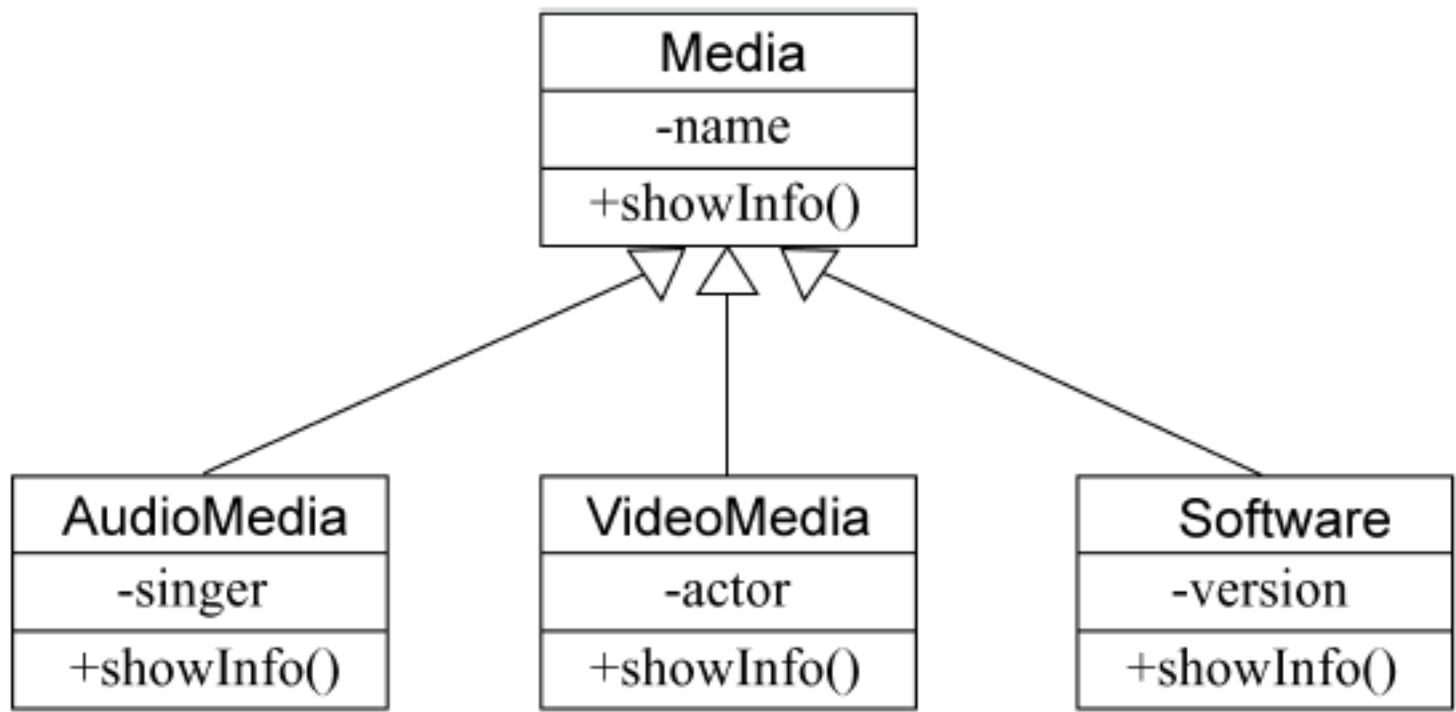 Media
-name
+showInfo()
AudioMedia
-singer
+showInfo()
VideoMedia
-actor
+showInfo()
Software
-version
+showInfo()